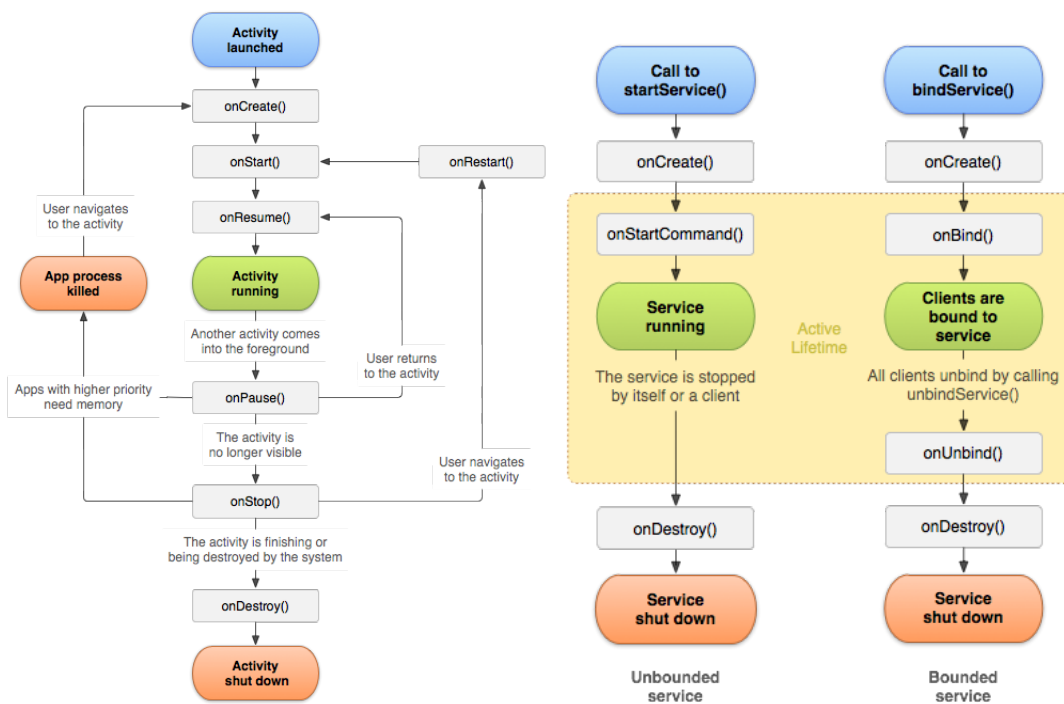 Activity
launched
onCreate()
onStart()
onRestart()
onResume()
User navigates
to the activity
App process
killed
Activity
running
Another activity comes
into the foreground
User returns
to the activity
Apps with higher priority
need memory
onPause()
The activity is
no longer visible
User navigates
to the activity
onStop()
The activity is finishing or
being destroyed by the system
onDestroy()
Activity
shut down
Call to
startService()
onCreate()
onStartCommand()
Service
running
The service is stopped
by itself or a client
onDestroy()
Service
shut down
Unbounded
service
Active
Lifetime
Call to
bindService()
onCreate()
onBind()
Clients are
bound to
service
All clients unbind by calling
unbindService()
onUnbind()
onDestroy()
Service
shut down
Bounded
service